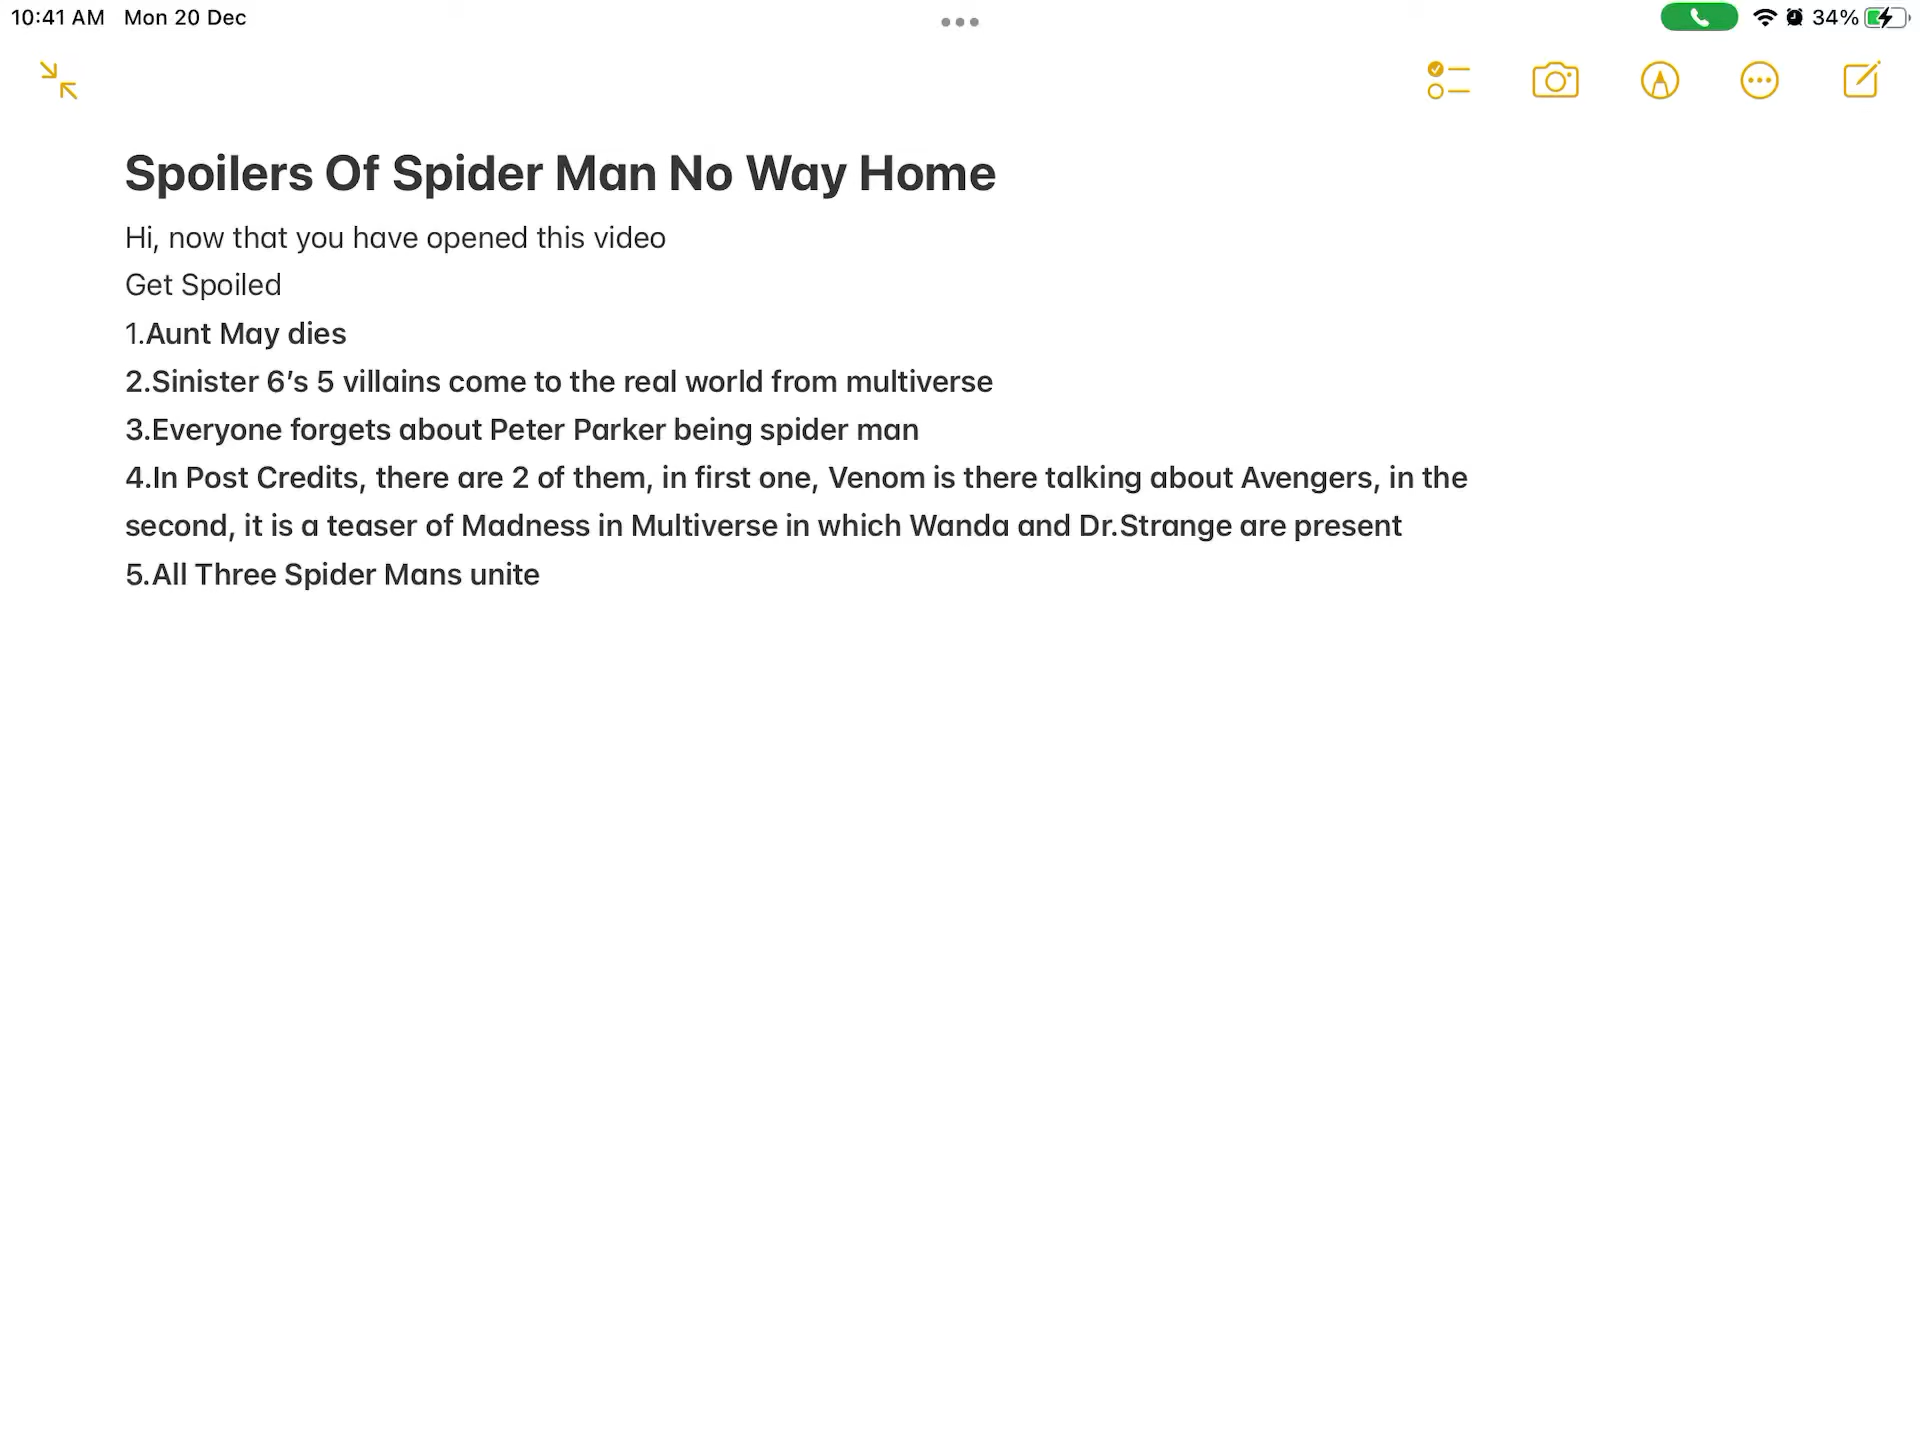 10:41 AM Mon 20 Dec
34%
Spoilers Of Spider Man No Way Home
Hi, now that you have opened this video
Get Spoiled
1.Aunt May dies
2.Sinister 6’s 5 villains come to the real world from multiverse
3.Everyone forgets about Peter Parker being spider man
4.In Post Credits, there are 2 of them, in first one, Venom is there talking about Avengers, in the
second, it is a teaser of Madness in Multiverse in which Wanda and Dr.Strange are present
5.All Three Spider Mans unite